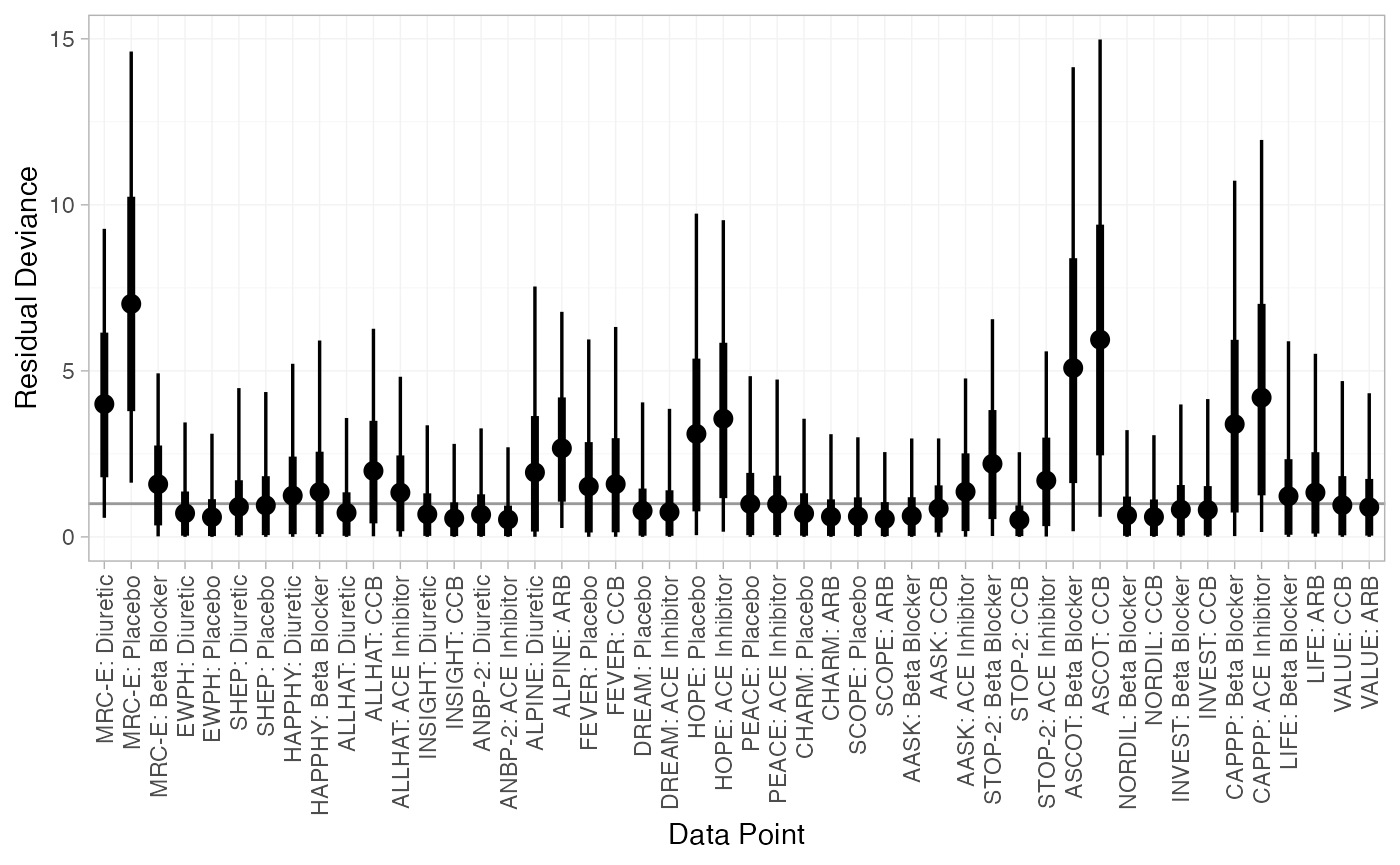 Residual Deviance
15
10
5
0
MRC-E: Diuretic
MRC-E: Placebo
MRC-E: Beta Blocker
EWPH: Diuretic
EWPH: Placebo
SHEP: Diuretic
SHEP: Placebo
HAPPHY: Diuretic
HAPPHY: Beta Blocker
ALLHAT: Diuretic
ALLHAT: CCB
ALLHAT: ACE Inhibitor
INSIGHT: Diuretic
INSIGHT: CCB
ANBP-2: Diuretic
ANBP-2: ACE Inhibitor
ALPINE: Diuretic
ALPINE: ARB
FEVER: Placebo
FEVER: CCB
DREAM: Placebo
DREAM: ACE Inhibitor
HOPE: Placebo
HOPE: ACE Inhibitor
PEACE: Placebo
PEACE: ACE Inhibitor
CHARM: Placebo
CHARM: ARB
SCOPE: Placebo
SCOPE: ARB
AASK: Beta Blocker
AASK: CCB
AASK: ACE Inhibitor
STOP-2: Beta Blocker
STOP-2: CCB
STOP-2: ACE Inhibitor
ASCOT: Beta Blocker
ASCOT: CCB
NORDIL: Beta Blocker
NORDIL: CCB
INVEST: Beta Blocker
INVEST: CCB
CAPPP: Beta Blocker
CAPPP: ACE Inhibitor
LIFE: Beta Blocker
LIFE: ARB
VALUE: CCB
VALUE: ARB
Data Point